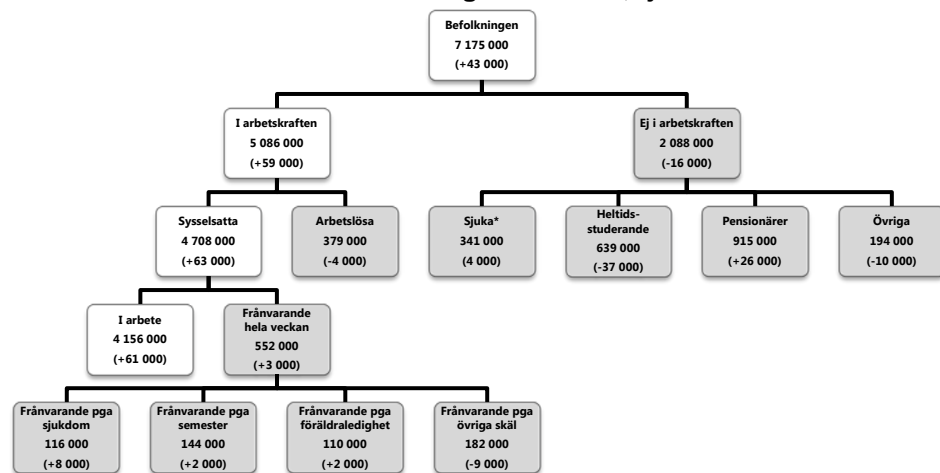 Befolkningen
7 175 000
(+43 000)
I arbetskraften
5 086 000
(+59 000)
Ej i arbetskraften
2 088 000
(-16 000)
Sysselsatta
4 708 000
(+63 000)
Arbetslösa
379 000
(-4 000)
Sjuka*
341 000
(4 000)
Heltids-
studerande
639 000
(-37 000)
Pensionärer
915 000
(+26 000)
Övriga
194 000
(-10 000)
I arbete
4 156 000
(+61 000)
Frånvarande
hela veckan
552 000
(+3 000)
Frånvarande pga
sjukdom
116 000
(+8 000)
Frånvarande pga
semester
144 000
(+2 000)
Frånvarande pga
föräldraledighet
110 000
(+2 000)
Frånvarande pga
övriga skäl
182 000
(-9 000)